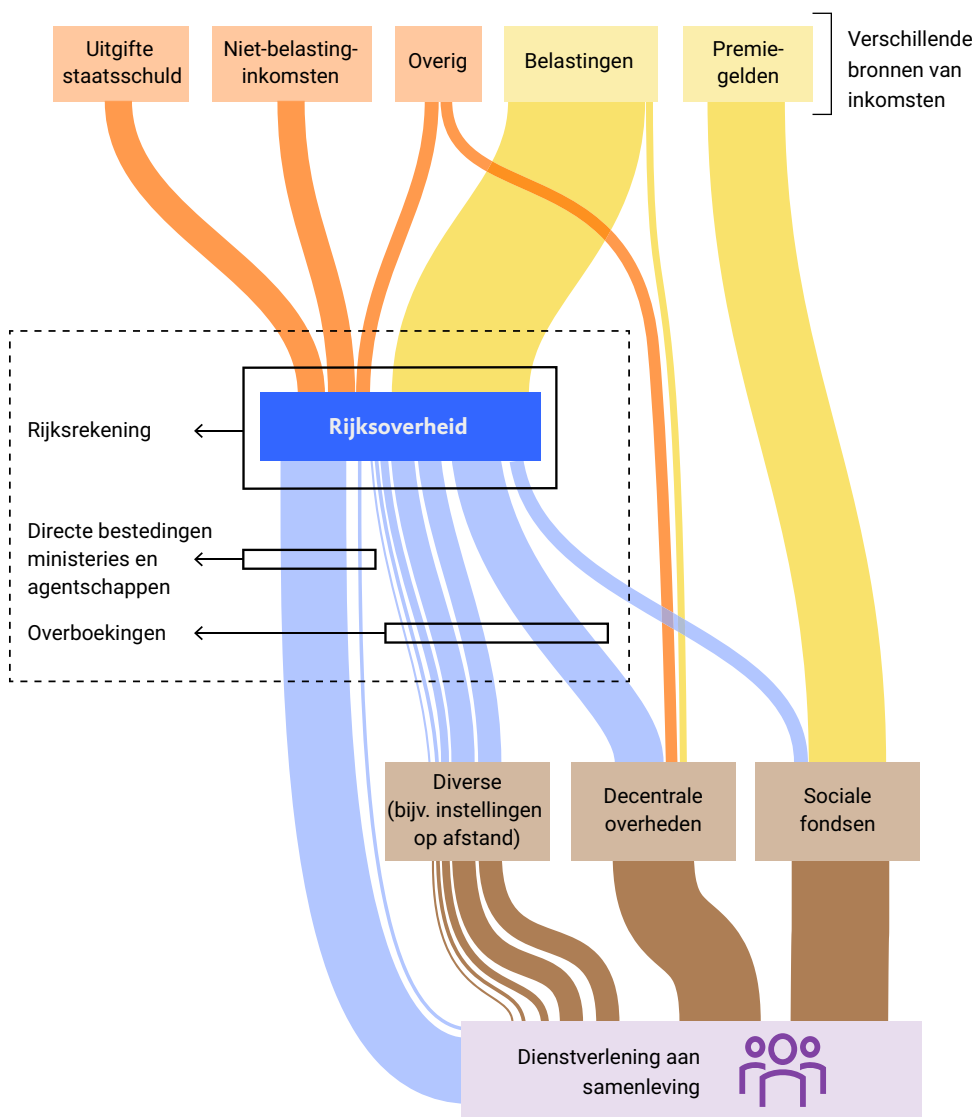 Uitgifte
staatsschuld
Niet-belasting-
inkomsten
Overig
Belastingen
Premie-
gelden
Verschillende
bronnen van
inkomsten
Rijksrekening
Rijksoverheid
Directe bestedingen
ministeries en
agentschappen
Overboekingen
Diverse
(bijv. instellingen
op afstand)
Decentrale
overheden
Sociale
fondsen
Dienstverlening aan
samenleving